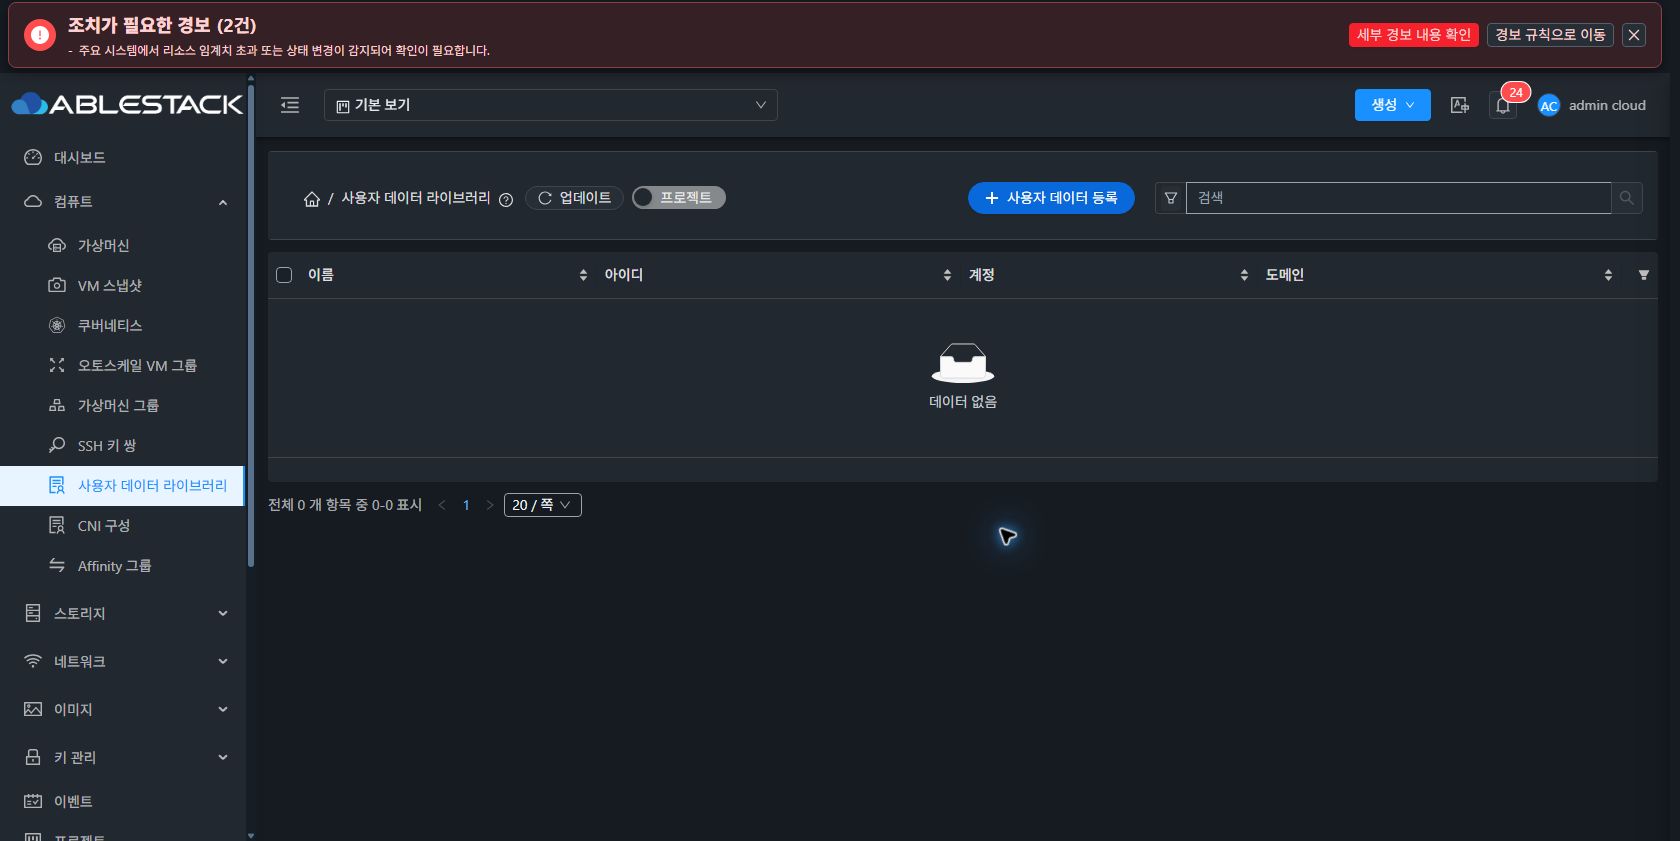 조치가 필요한 경보 (2건)
- 주요 시스템에서 리소스 임계치 초과 또는 상태 변경이 감지되어 확인이 필요합니다.
세부 경보 내용 확인
경보 규칙으로 이동
ABLESTACK
기본 보기
생성
24
AC
admin cloud
대시보드
컴퓨트
가상머신
VM 스냅샷
쿠버네티스
오토스케일 VM 그룹
가상머신 그룹
SSH 키 쌍
사용자 데이터 라이브러리
CNI 구성
Affinity 그룹
스토리지
네트워크
이미지
키 관리
이벤트
프로젝트
/ 사용자 데이터 라이브러리
업데이트
프로젝트
+ 사용자 데이터 등록
검색
이름 아이디 계정 도메인
데이터 없음
전체 0 개 항목 중 0-0 표시 < 1 > 20 / 쪽